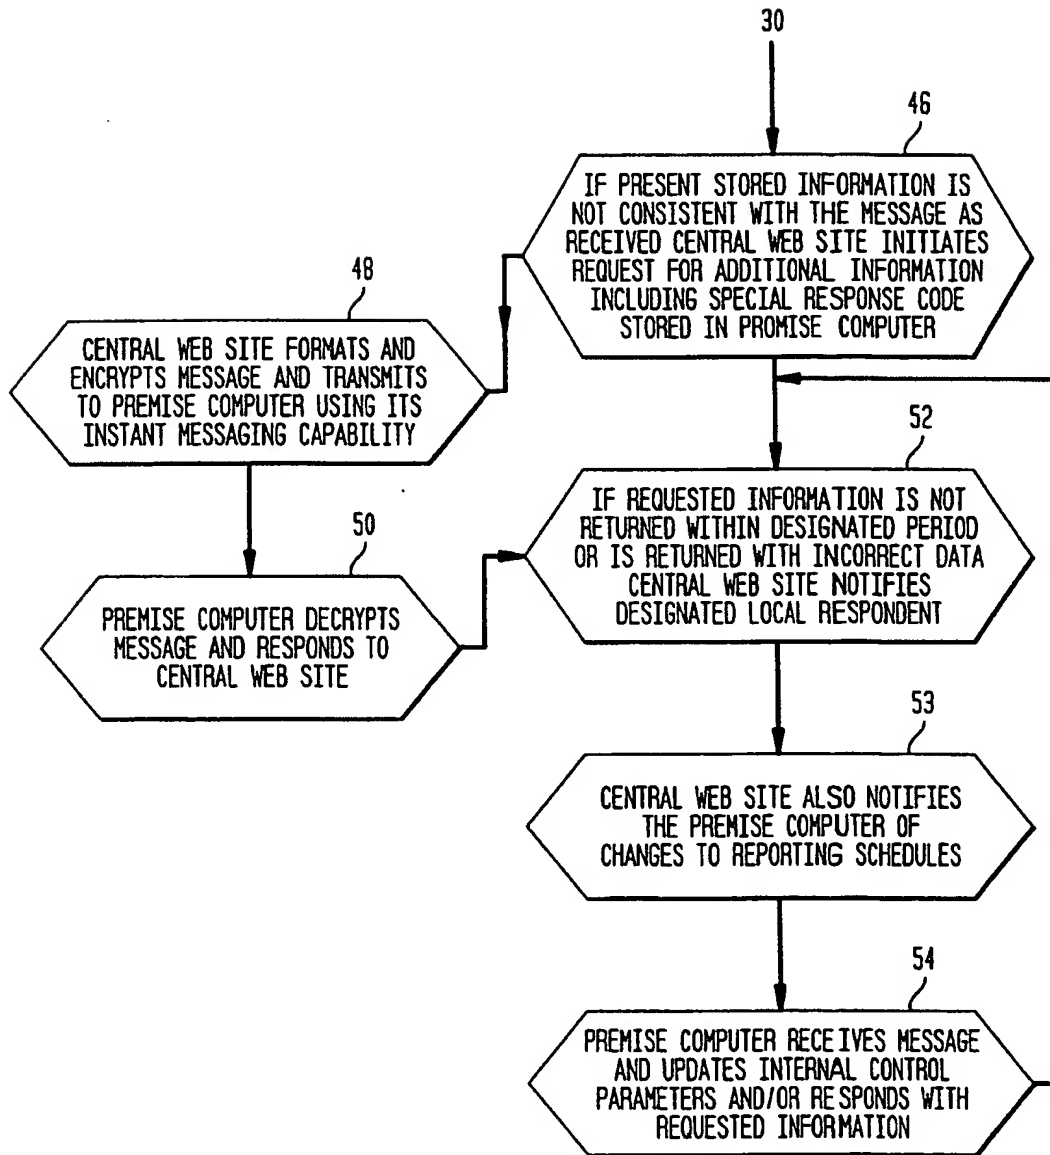 30
46
IF PRESENT STORED INFORMATION IS
NOT CONSISTENT WITH THE MESSAGE AS
RECEIVED CENTRAL WEB SITE INITIATES
REQUEST FOR ADDITIONAL INFORMATION
INCLUDING SPECIAL RESPONSE CODE
STORED IN PROMISE COMPUTER
48
CENTRAL WEB SITE FORMATS AND
ENCRYPTS MESSAGE AND TRANSMITS
TO PREMISE COMPUTER USING ITS
INSTANT MESSAGING CAPABILITY
52
IF REQUESTED INFORMATION IS NOT
RETURNED WITHIN DESIGNATED PERIOD
OR IS RETURNED WITH INCORRECT DATA
CENTRAL WEB SITE NOTIFIES
DESIGNATED LOCAL RESPONDENT
50
PREMISE COMPUTER DECRYPTS
MESSAGE AND RESPONDS TO
CENTRAL WEB SITE
53
CENTRAL WEB SITE ALSO NOTIFIES
THE PREMISE COMPUTER OF
CHANGES TO REPORTING SCHEDULES
54
PREMISE COMPUTER RECEIVES MESSAGE
AND UPDATES INTERNAL CONTROL
PARAMETERS AND/OR RESPONDS WITH
REQUESTED INFORMATION